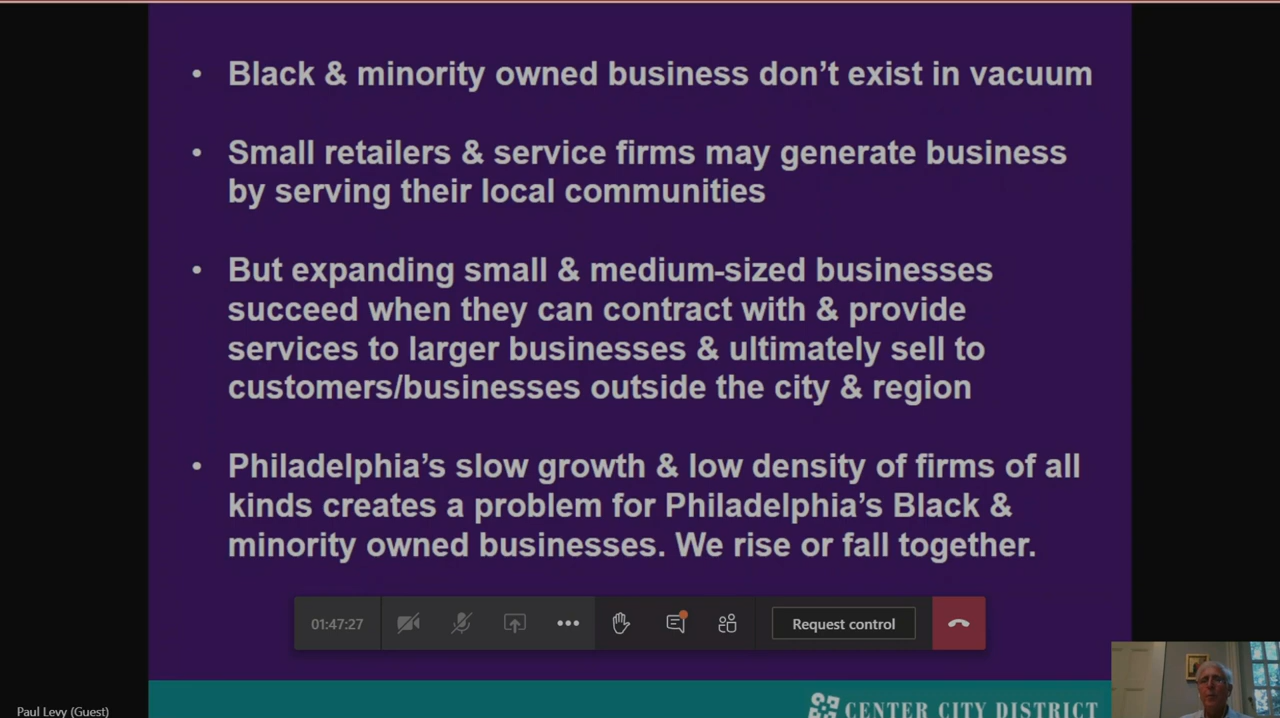 • Black & minority owned business don't exist in vacuum
• Small retailers & service firms may generate business
by serving their local communities
• But expanding small & medium-sized businesses
succeed when they can contract with & provide
services to larger businesses & ultimately sell to
customers/businesses outside the city & region
• Philadelphia's slow growth & low density of firms of all
kinds creates a problem for Philadelphia's Black &
minority owned businesses. We rise or fall together.
01:47:27
Request control
CENTER CITY DISTRICT
Paul Levy (Guest)